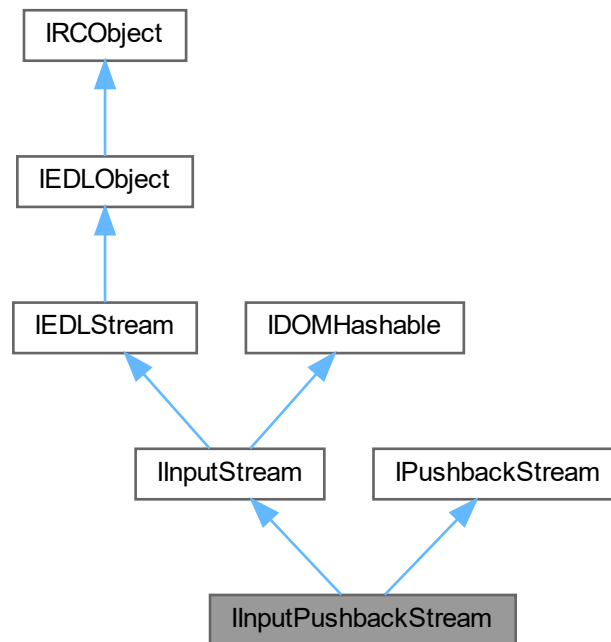 IRCObject
IEDLObject
IEDLStream
IDOMHashable
IInputStream
IPushbackStream
IInputPushbackStream